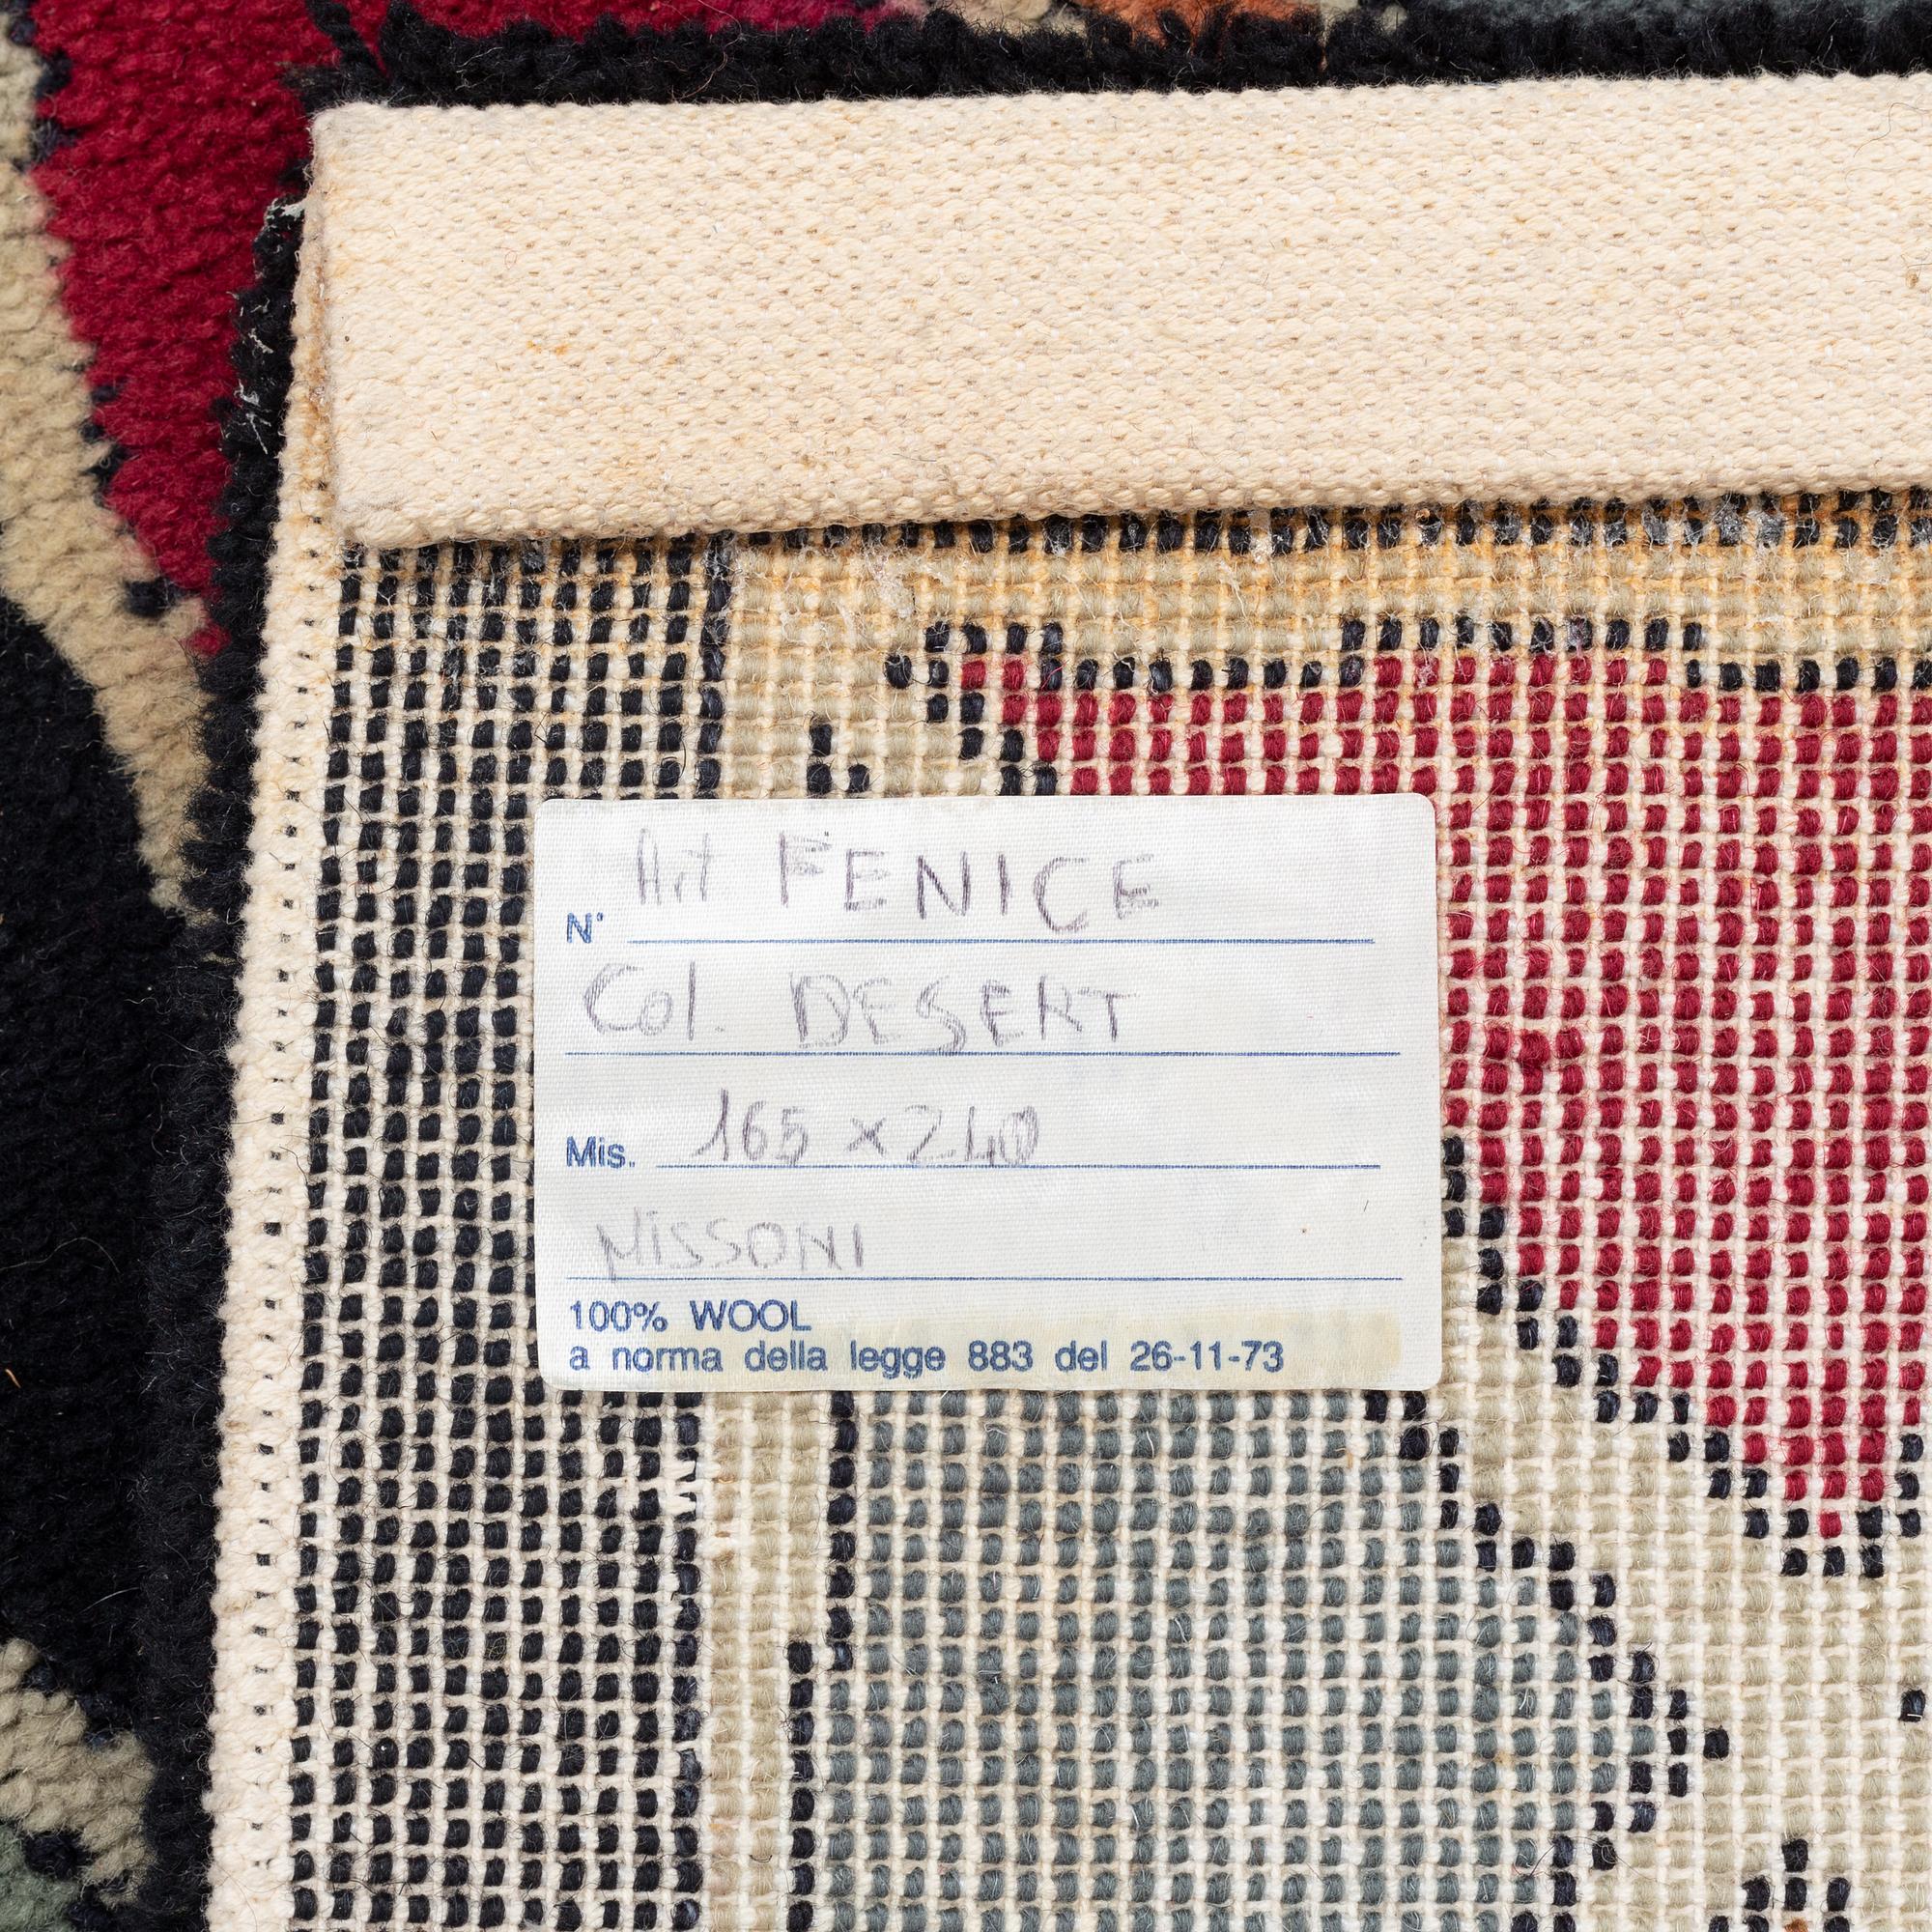 Art FENICE
N°
Col. DESERT
Mis. 165 x 240
MISSONI
100% WOOL
a norma della legge 883 del 26-11-73